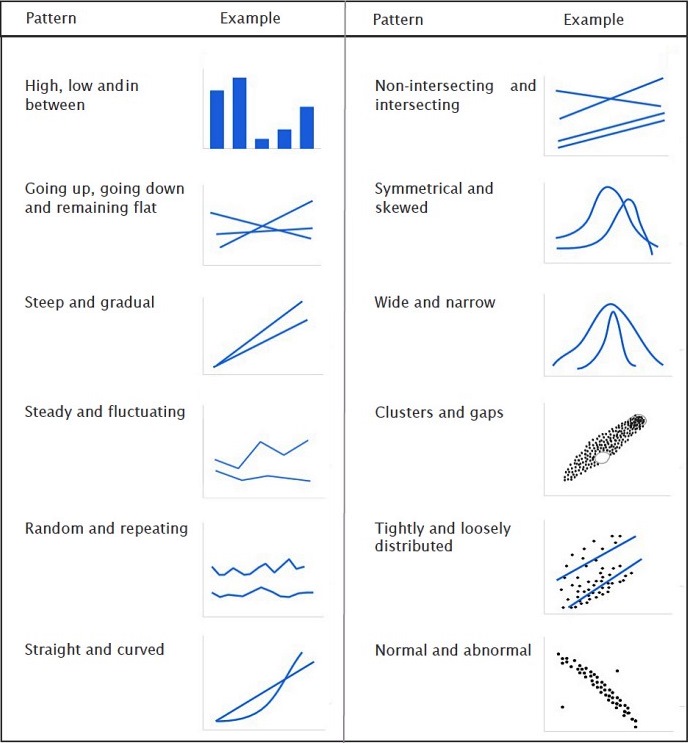 Pattern Example
High, low and in
between
Going up, going down
and remaining flat
Steep and gradual
Steady and fluctuating
Random and repeating
Straight and curved
Pattern Example
Non-intersecting and
intersecting
Symmetrical and
skewed
Wide and narrow
Clusters and gaps
Tightly and loosely
distributed
Normal and abnormal